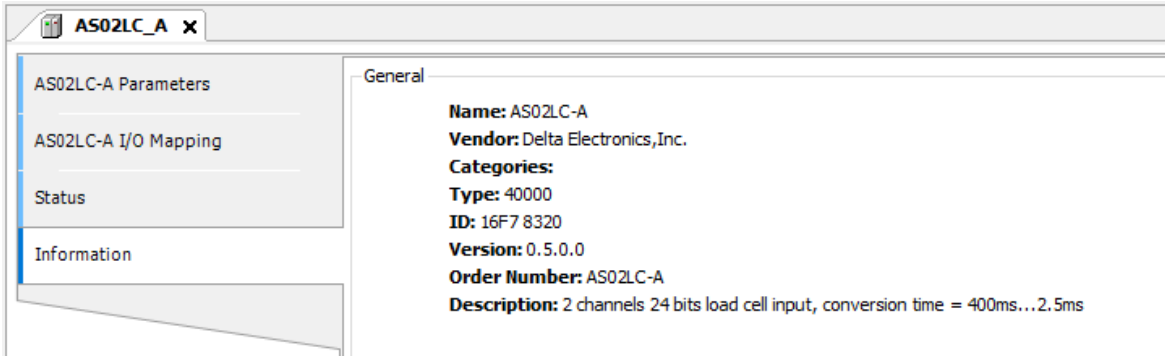 AS02LC_A
AS02LC-A Parameters
AS02LC-A I/O Mapping
Status
Information
General
Name: AS02LC-A
Vendor: Delta Electronics,Inc.
Categories:
Type: 40000
ID: 16F7 8320
Version: 0.5.0.0
Order Number: AS02LC-A
Description: 2 channels 24 bits load cell input, conversion time = 400ms...2.5ms